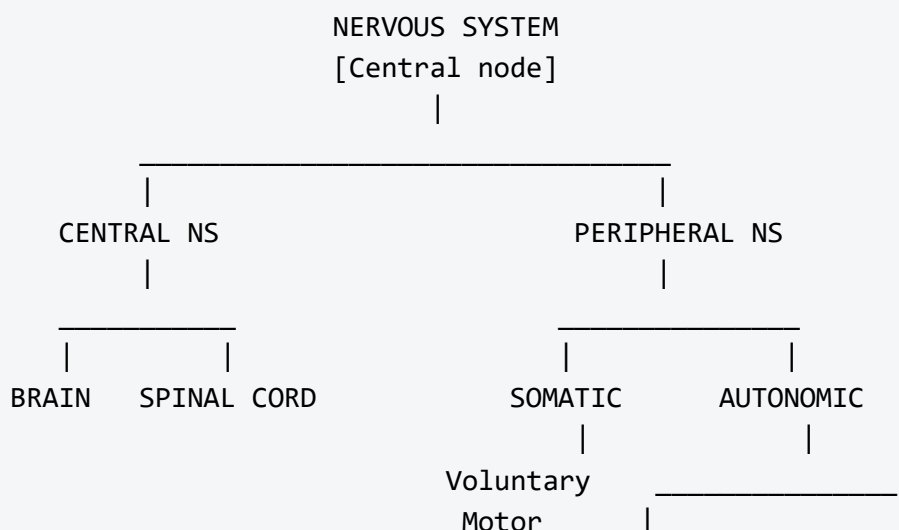 NERVOUS SYSTEM
[Central node]
CENTRAL NS PERIPHERAL NS
BRAIN SPINAL CORD SOMATIC AUTONOMIC
Voluntary
Motor